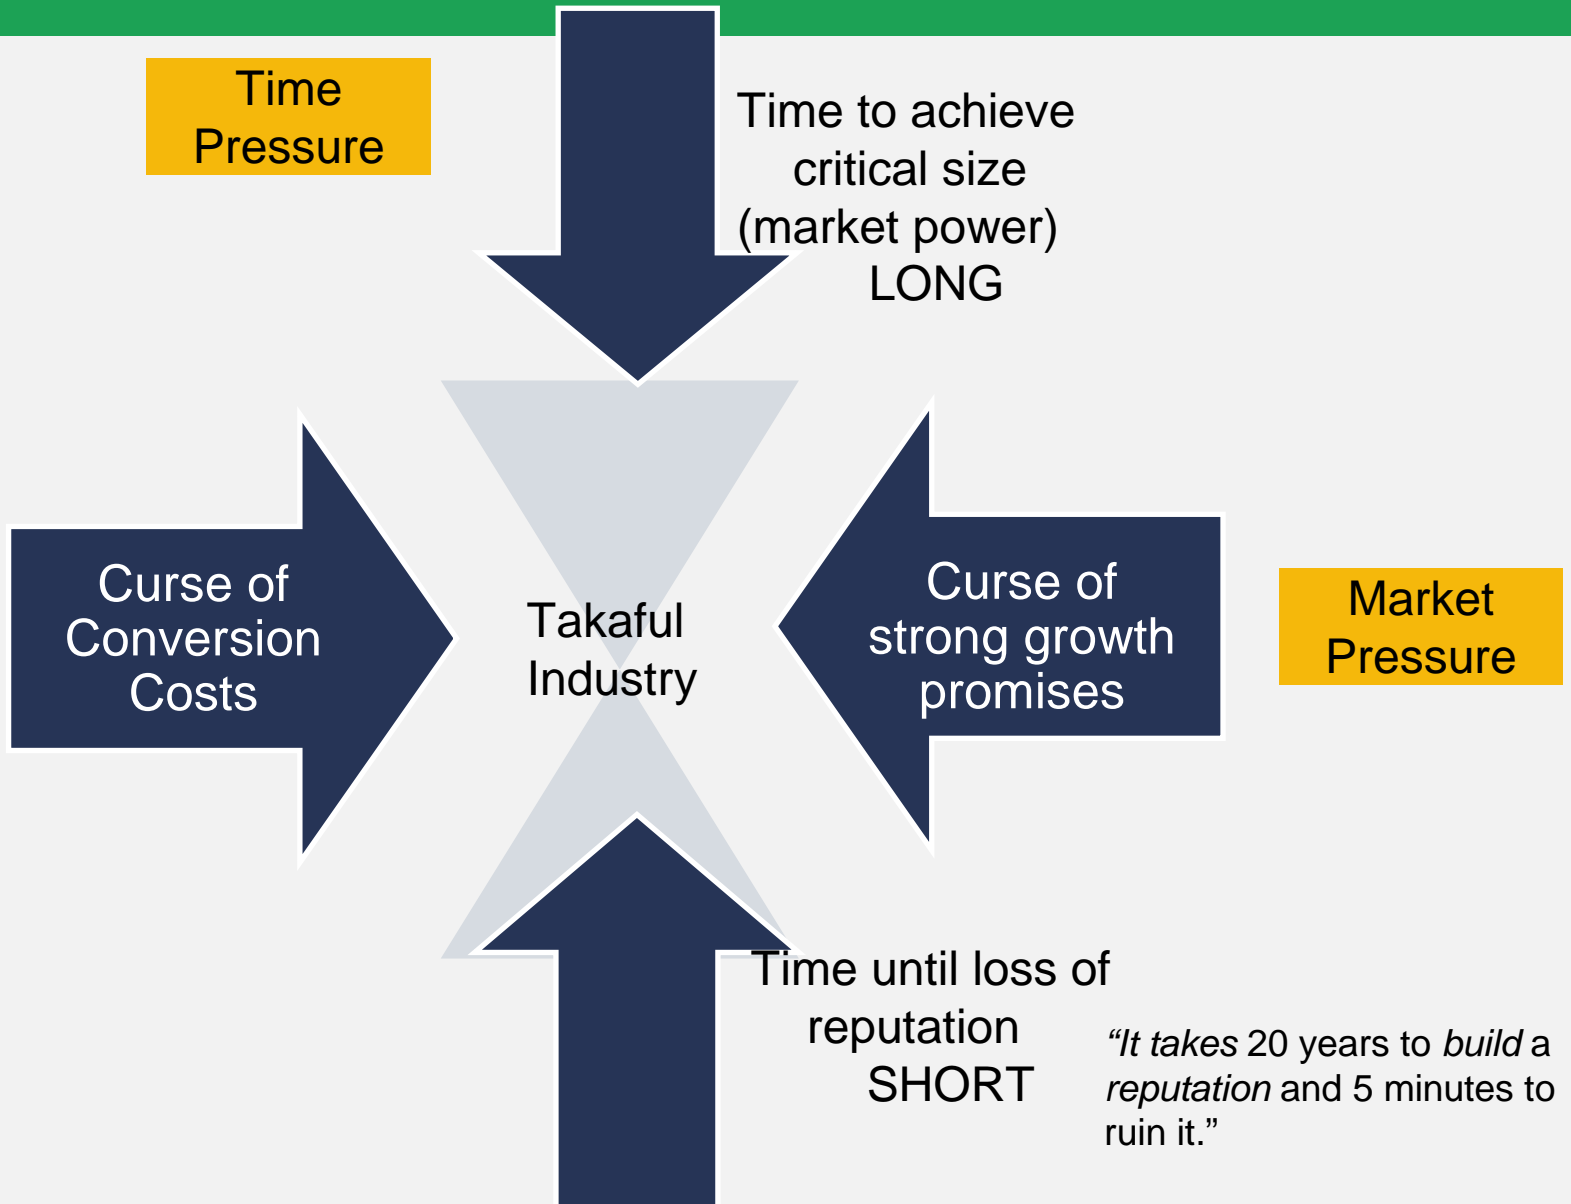 Time
Pressure
Time to achieve
critical size
(market power)
LONG
Curse of
Conversion
Costs
Takaful
Industry
Curse of
strong growth
promises
Market
Pressure
Time until loss of
reputation
SHORT
“It takes 20 years to build a
reputation and 5 minutes to
ruin it.”